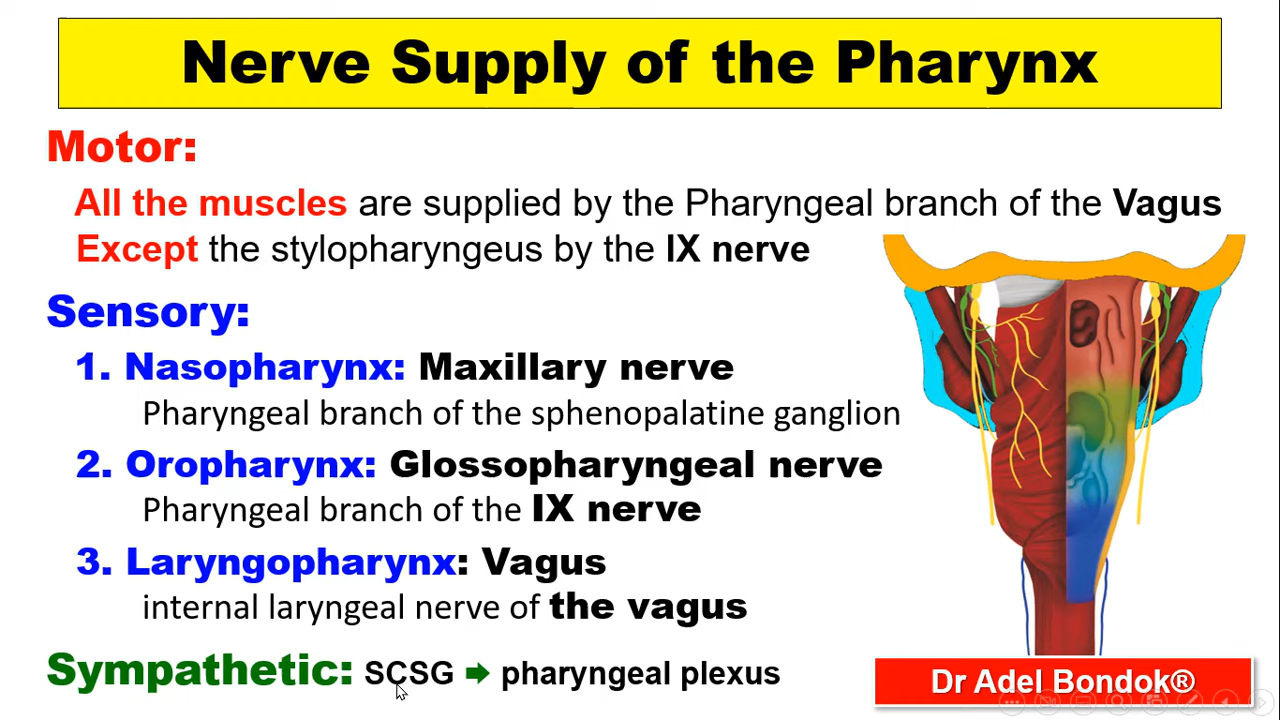 Nerve Supply of the Pharynx
Motor:
All the muscles are supplied by the Pharyngeal branch of the Vagus
Except the stylopharyngeus by the IX nerve
Sensory:
1. Nasopharynx: Maxillary nerve
Pharyngeal branch of the sphenopalatine ganglion
2. Oropharynx: Glossopharyngeal nerve
Pharyngeal branch of the IX nerve
3. Laryngopharynx: Vagus
internal laryngeal nerve of the vagus
Sympathetic: SCSG ➡ pharyngeal plexus
Dr Adel Bondok®